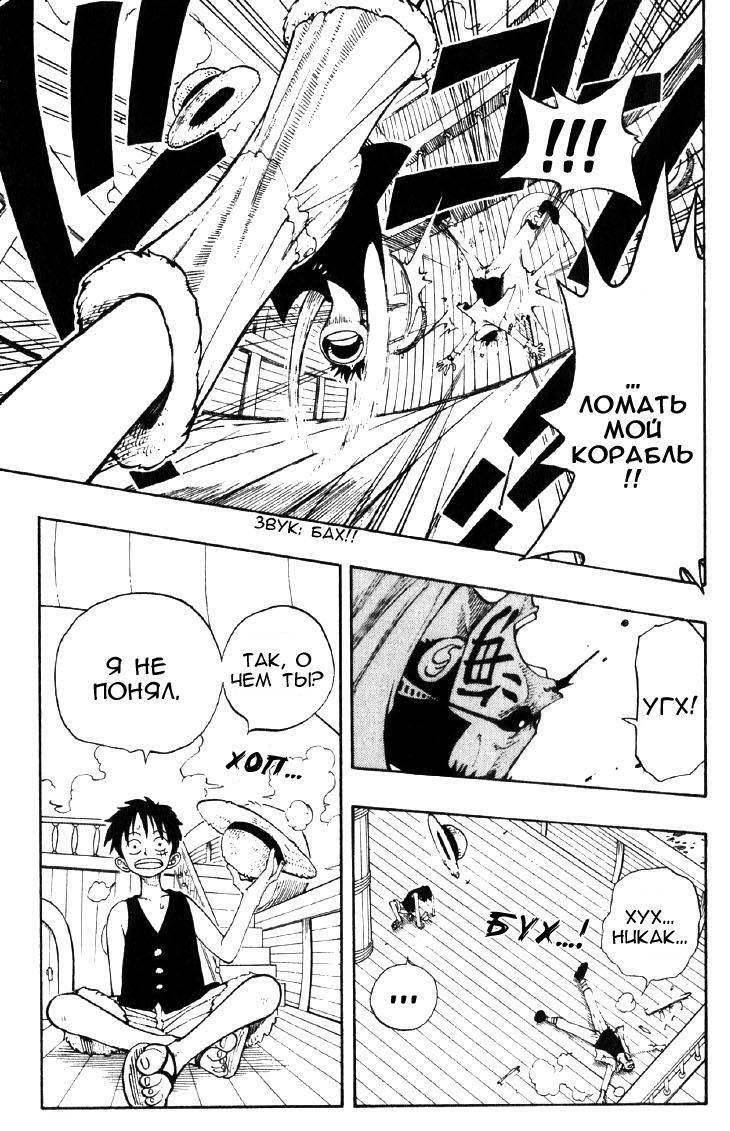 !!!
...
ЛОМАТЬ
МОЙ
КОРАБЛЬ
!!
ЗВУК: БАХ!!
УГХ!
ХУХ...
НИКАК...
БУХ...!
...
ТАК, О
ЧЕМ ТЫ?
Я НЕ
ПОНЯЛ.
ХОП...